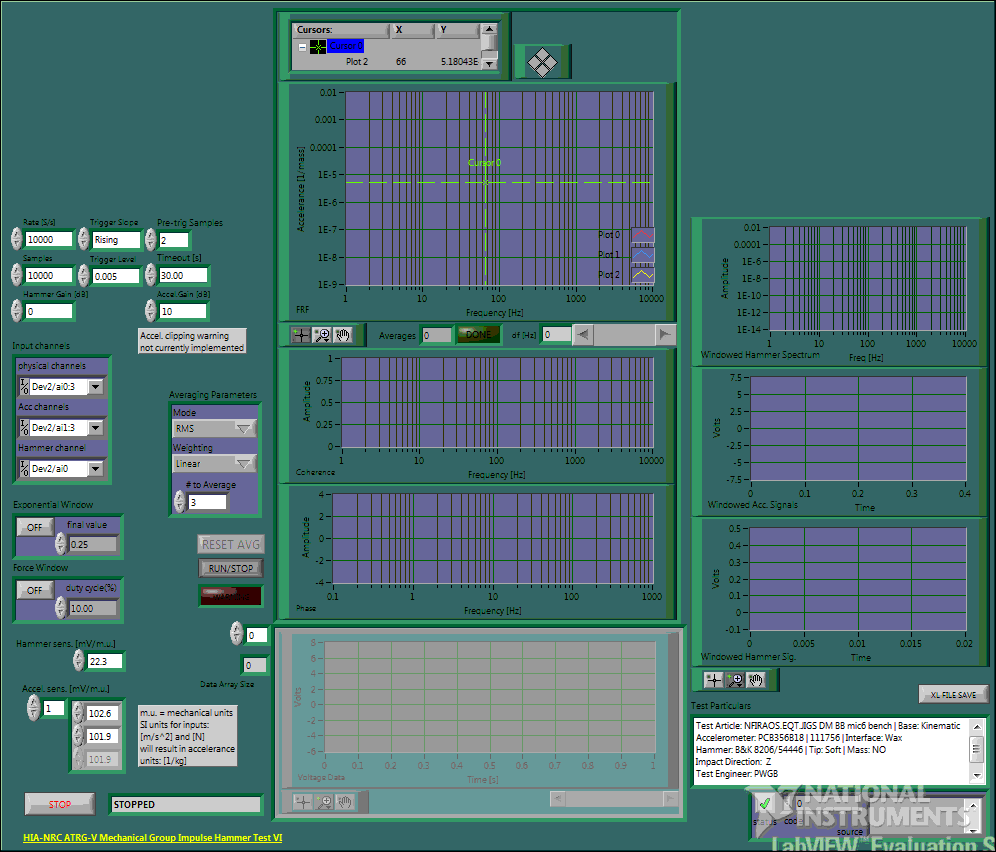 Cursors: X Y
Cursor 0
Plot 2 66 5.18043E
0.01
0.001
0.0001
1E-5
1E-6
1E-7
1E-8
1E-9
Accelerance [1/mass]
Cursor 0
Plot 0
Plot 1
Plot 2
1 10 100 1000 10000
FRF
Frequency [Hz]
Averages 0 DONE df [Hz] 0
1
0.75
0.5
0.25
0
Amplitude
1 10 100 1000 10000
Coherence
Frequency [Hz]
4
2
0
-2
-4
Amplitude
0.1 1 10 100 1000 10000
Phase
Frequency [Hz]
8
6
4
2
0
-2
-4
-6
Volts
0 0.1 0.2 0.3 0.4 0.5 0.6 0.7 0.8 0.9 1
Voltage Data
Time [s]
Rate [S/s] Trigger Slope Pre-trig Samples
10000 Rising 2
Samples Trigger Level Timeout [s]
10000 0.005 30.00
Hammer Gain [dB] Accel.Gain [dB]
0 10
Accel. clipping warning
not currently implemented
Input channels
physical channels
Dev2/ai0:3
Acc channels
Dev2/ai1:3
Hammer channel
Dev2/ai0
Averaging Parameters
Mode
RMS
Weighting
Linear
# to Average
3
Exponential Window
OFF final value
0.25
RESET AVG
RUN/STOP
Force Window
OFF duty cycle(%)
10.00
0
0
Data Array Size
Hammer sens. [mV/m.u.]
22.3
Accel.sens. [mV/m.u.]
1 102.6
101.9
101.9
m.u. = mechanical units
SI units for inputs:
[m/s^2] and [N]
will result in accelerance
units: [1/kg]
STOP STOPPED
HIA-NRC ATRG-V Mechanical Group Impulse Hammer Test VI
0.01
0.0001
1E-6
1E-8
1E-10
1E-12
1E-14
Amplitude
1 10 100 1000 10000
Windowed Hammer Spectrum
Freq [Hz]
7.5
5
2.5
0
-2.5
-5
-7.5
Volts
0 0.1 0.2 0.3 0.4
Windowed Acc. Signals
Time
0.5
0.4
0.3
0.2
0.1
0
-0.1
Volts
0 0.005 0.01 0.015 0.02
Windowed Hammer Sig.
Time
XL FILE SAVE
Test Particulars
Test Article: NFIRAOS.EQT.JIGS DM BB mic6 bench | Base: Kinematic
Accelerometer: PCB356B18 | 111756 | Interface: Wax
Hammer: B&K 8206/54446 | Tip: Soft | Mass: NO
Impact Direction: Z
Test Engineer: PWGB
NATIONAL
INSTRUMENTS
status code 0
source
LabVIEW Evaluation S